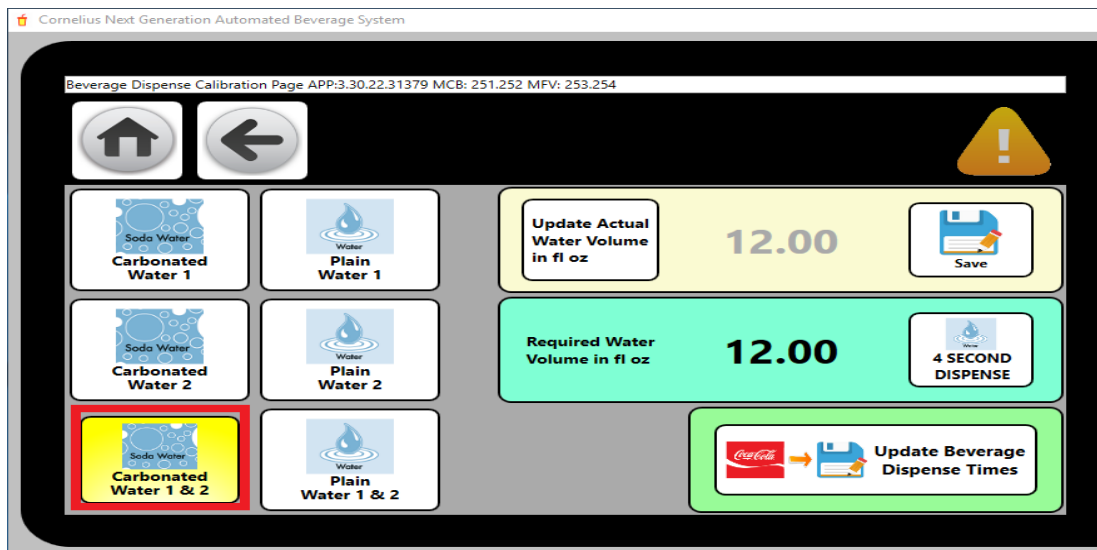 Cornelius Next Generation Automated Beverage System
Beverage Dispense Calibration Page APP:3.30.22.31379 MCB: 251.252 MFV: 253.254
Soda Water
Carbonated
Water 1
Water
Plain
Water 1
Update Actual
Water Volume
in fl oz
12.00
Save
Soda Water
Carbonated
Water 2
Water
Plain
Water 2
Required Water
Volume in fl oz
12.00
Water
4 SECOND
DISPENSE
Soda Water
Carbonated
Water 1 & 2
Water
Plain
Water 1 & 2
Coca-Cola
Update Beverage
Dispense Times